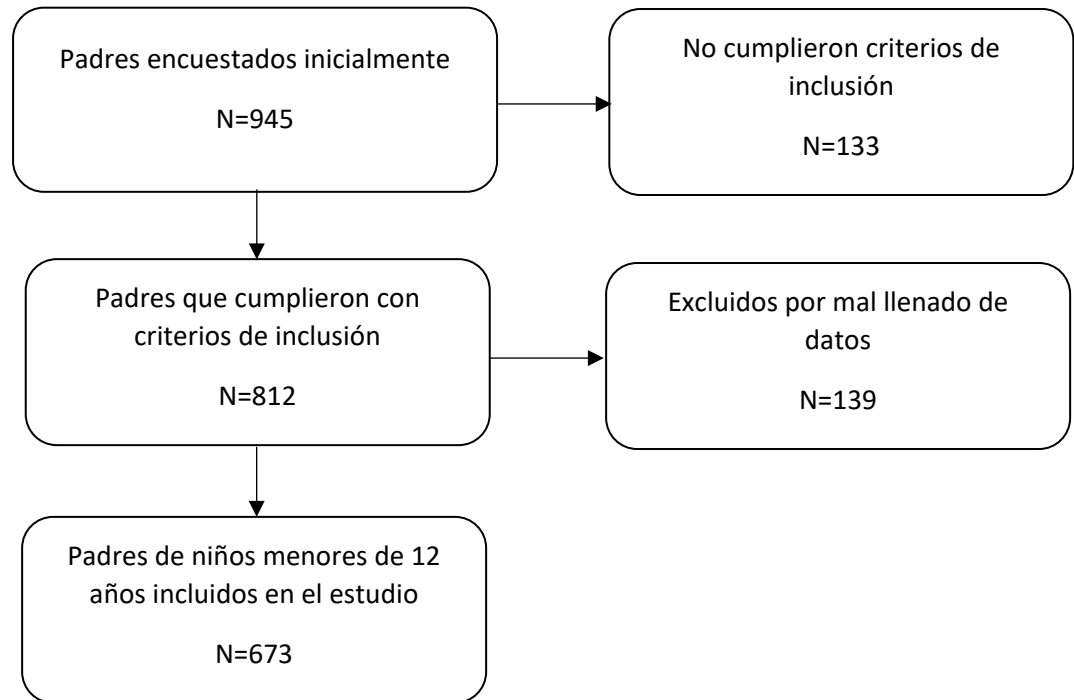 Padres encuestados inicialmente
N=945
No cumplieron criterios de
inclusión
N=133
Padres que cumplieron con
criterios de inclusión
N=812
Excluidos por mal llenado de
datos
N=139
Padres de niños menores de 12
años incluidos en el estudio
N=673